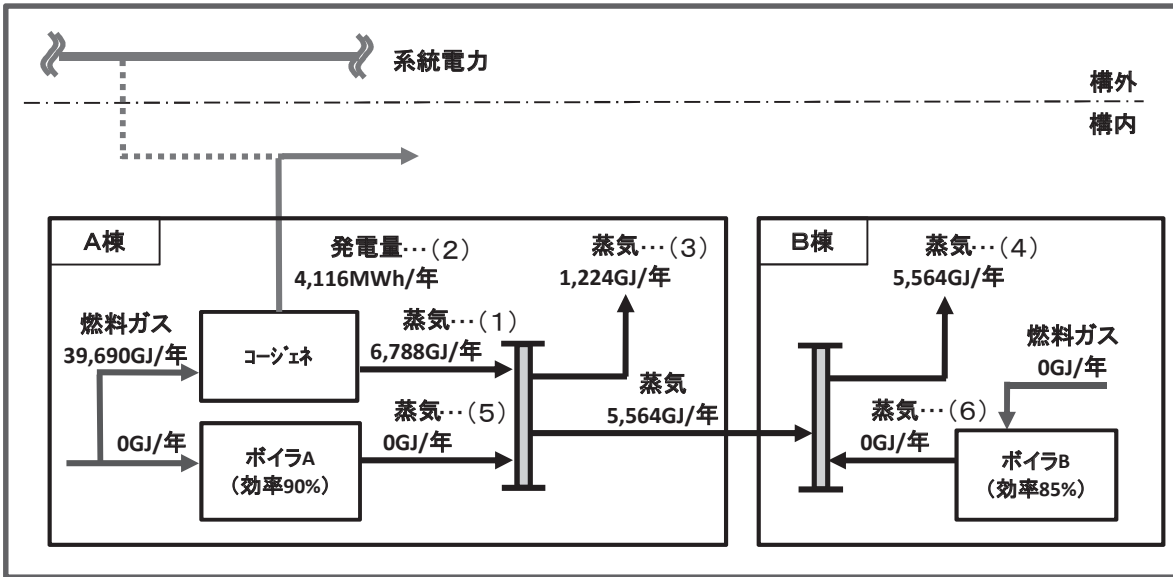 系統電力
構外
構内
A棟
発電量…(2)
4,116MWh/年
蒸気…(3)
1,224GJ/年
燃料ガス
39,690GJ/年
コージェネ
蒸気…(1)
6,788GJ/年
蒸気
5,564GJ/年
0GJ/年
ボイラA
(効率90%)
蒸気…(5)
0GJ/年
B棟
蒸気…(4)
5,564GJ/年
燃料ガス
0GJ/年
蒸気…(6)
0GJ/年
ボイラB
(効率85%)